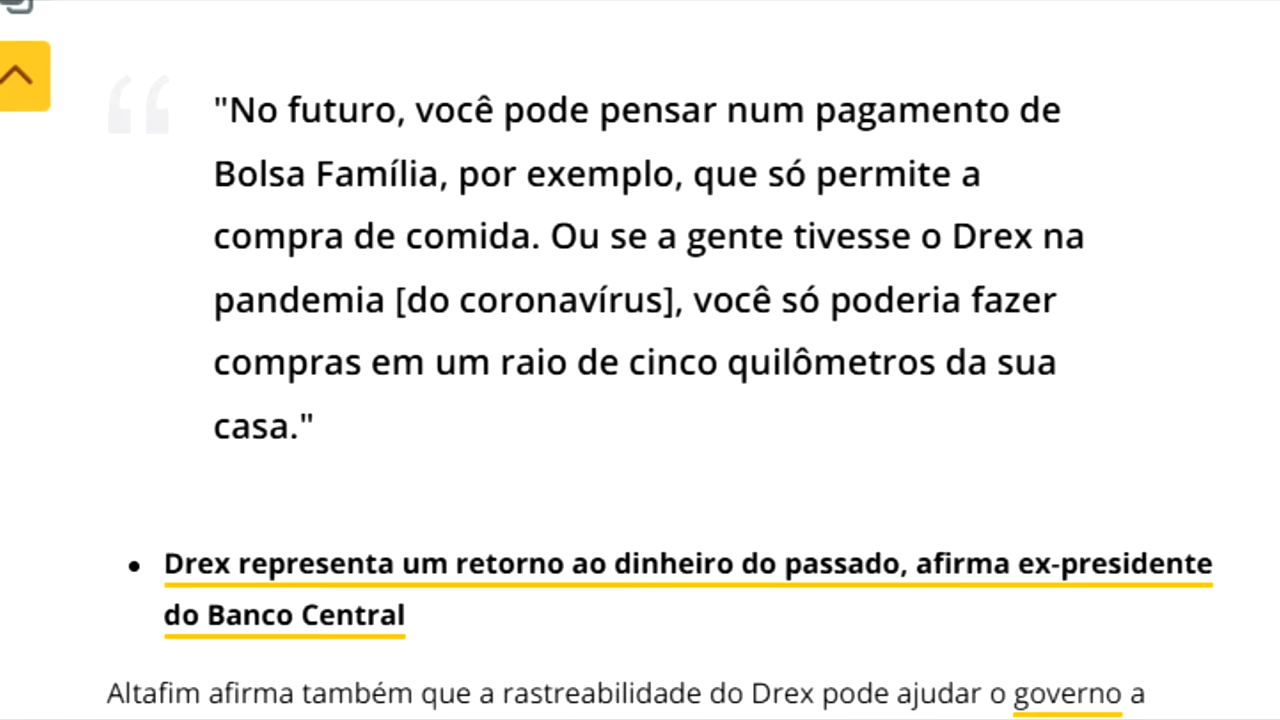 "No futuro, você pode pensar num pagamento de
Bolsa Família, por exemplo, que só permite a
compra de comida. Ou se a gente tivesse o Drex na
pandemia [do coronavírus], você só poderia fazer
compras em um raio de cinco quilômetros da sua
casa."
• Drex representa um retorno ao dinheiro do passado, afirma ex-presidente
do Banco Central
Altafim afirma também que a rastreabilidade do Drex pode ajudar o governo a